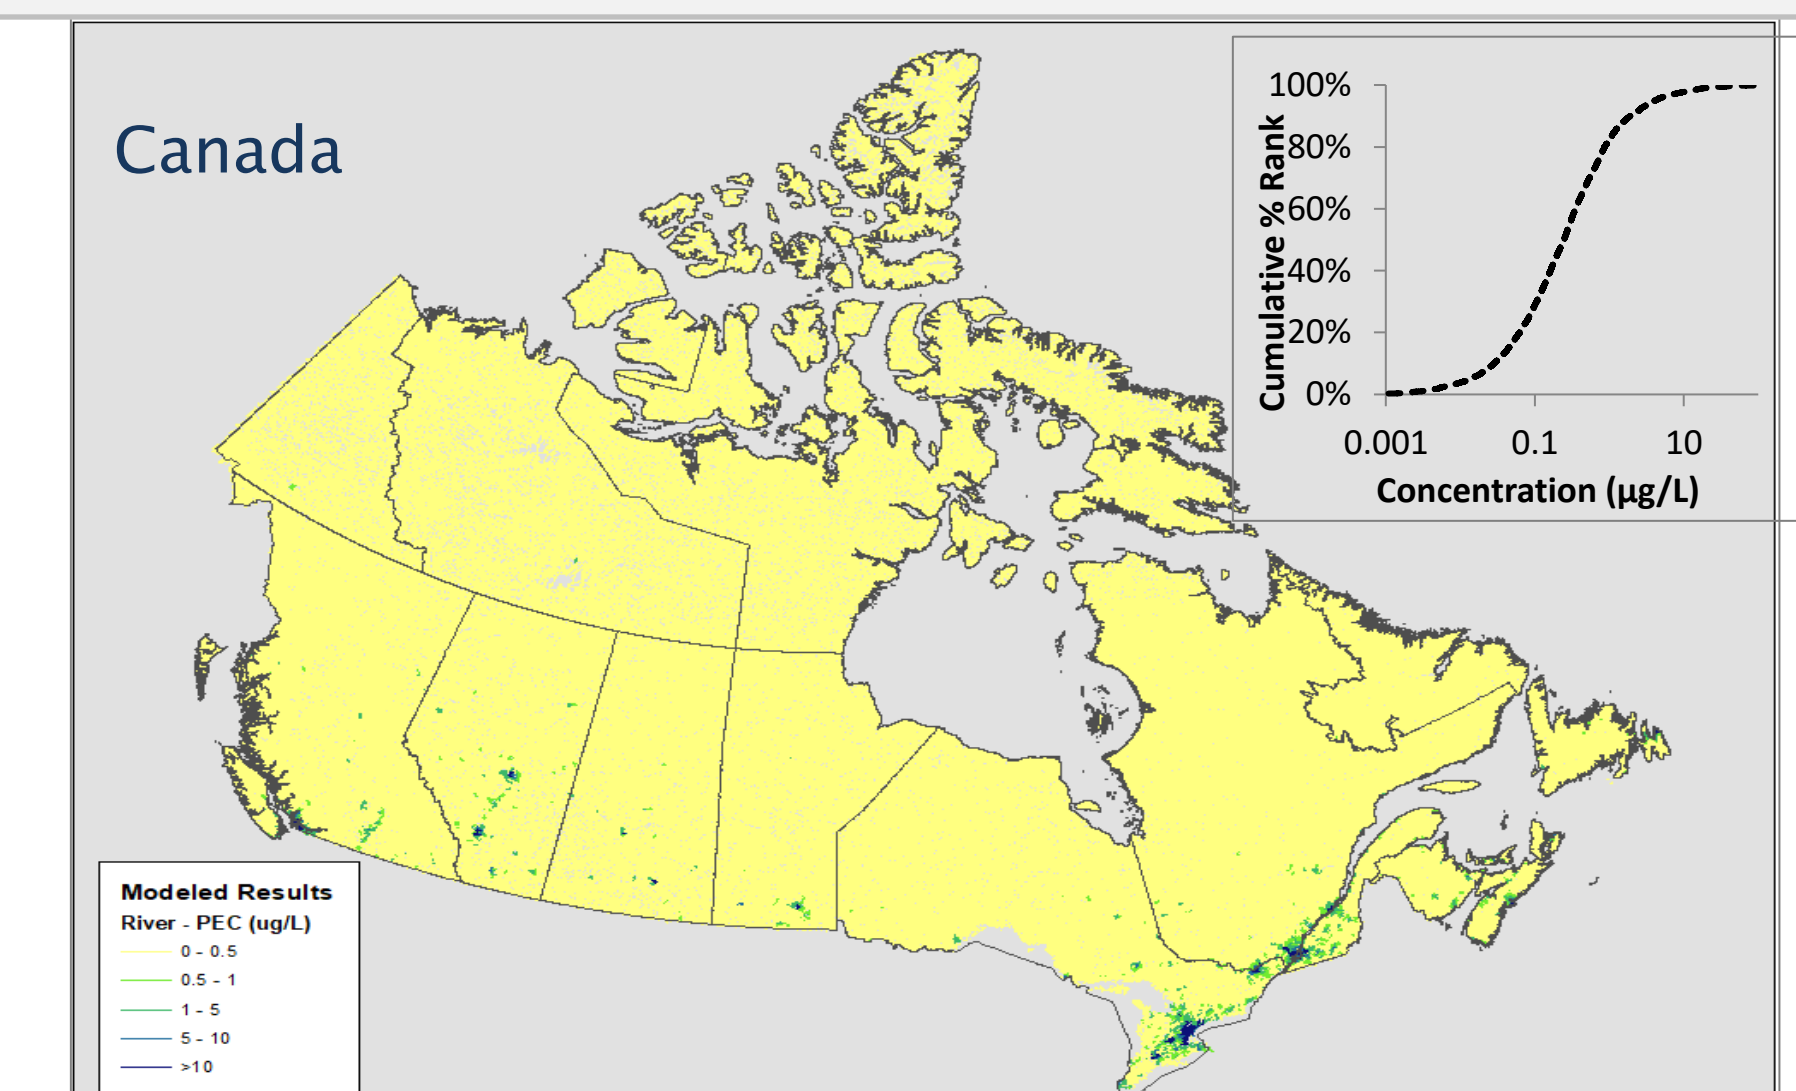 Canada
100%
80%
60%
40%
20%
0%
Cumulative % Rank
0.001 0.1 10
Concentration (µg/L)
Modeled Results
River - PEC (ug/L)
0 - 0.5
0.5 - 1
1 - 5
5 - 10
>10